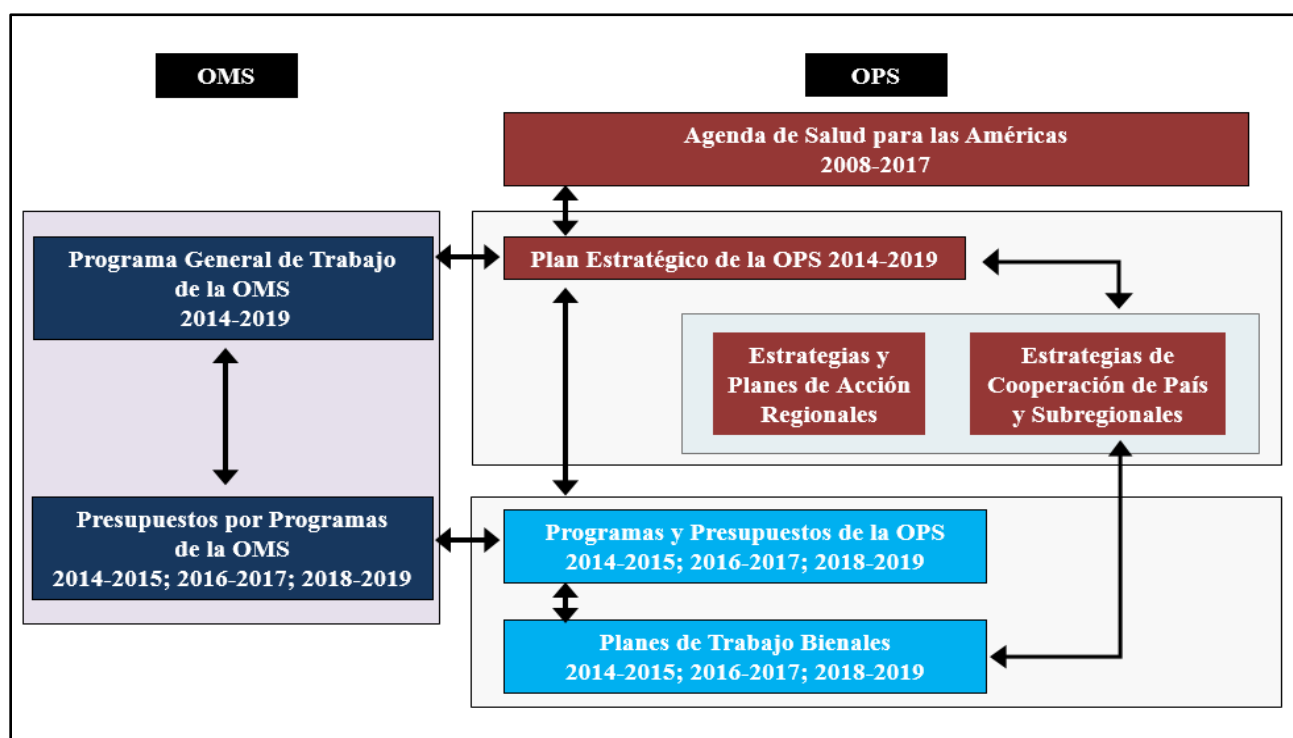 OMS
OPS
Agenda de Salud para las Américas
2008-2017
Programa General de Trabajo
de la OMS
2014-2019
Plan Estratégico de la OPS 2014-2019
Estrategias y
Planes de Acción
Regionales
Estrategias de
Cooperación de País
y Subregionales
Presupuestos por Programas
de la OMS
2014-2015; 2016-2017; 2018-2019
Programas y Presupuestos de la OPS
2014-2015; 2016-2017; 2018-2019
Planes de Trabajo Bienales
2014-2015; 2016-2017; 2018-2019